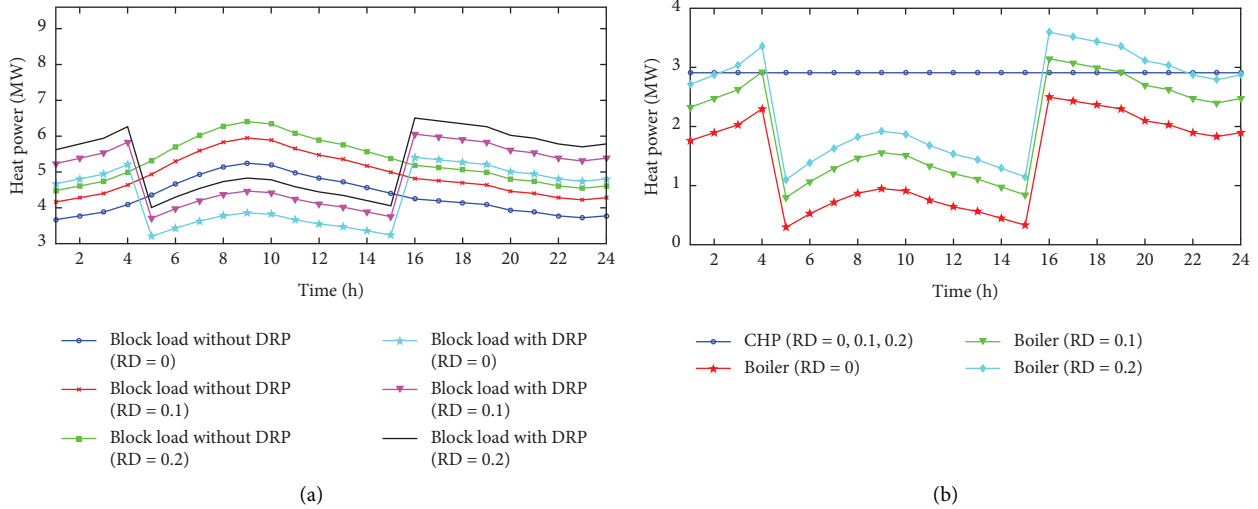 9
8
7
6
5
4
3
Heat power (MW)
2 4 6 8 10 12 14 16 18 20 22 24
Time (h)
Block load without DRP
(RD = 0)
Block load without DRP
(RD = 0.1)
Block load without DRP
(RD = 0.2)
Block load with DRP
(RD = 0)
Block load with DRP
(RD = 0.1)
Block load with DRP
(RD = 0.2)
(a)
4
3
2
1
0
Heat power (MW)
2 4 6 8 10 12 14 16 18 20 22 24
Time (h)
CHP (RD = 0, 0.1, 0.2)
Boiler (RD = 0)
Boiler (RD = 0.1)
Boiler (RD = 0.2)
(b)